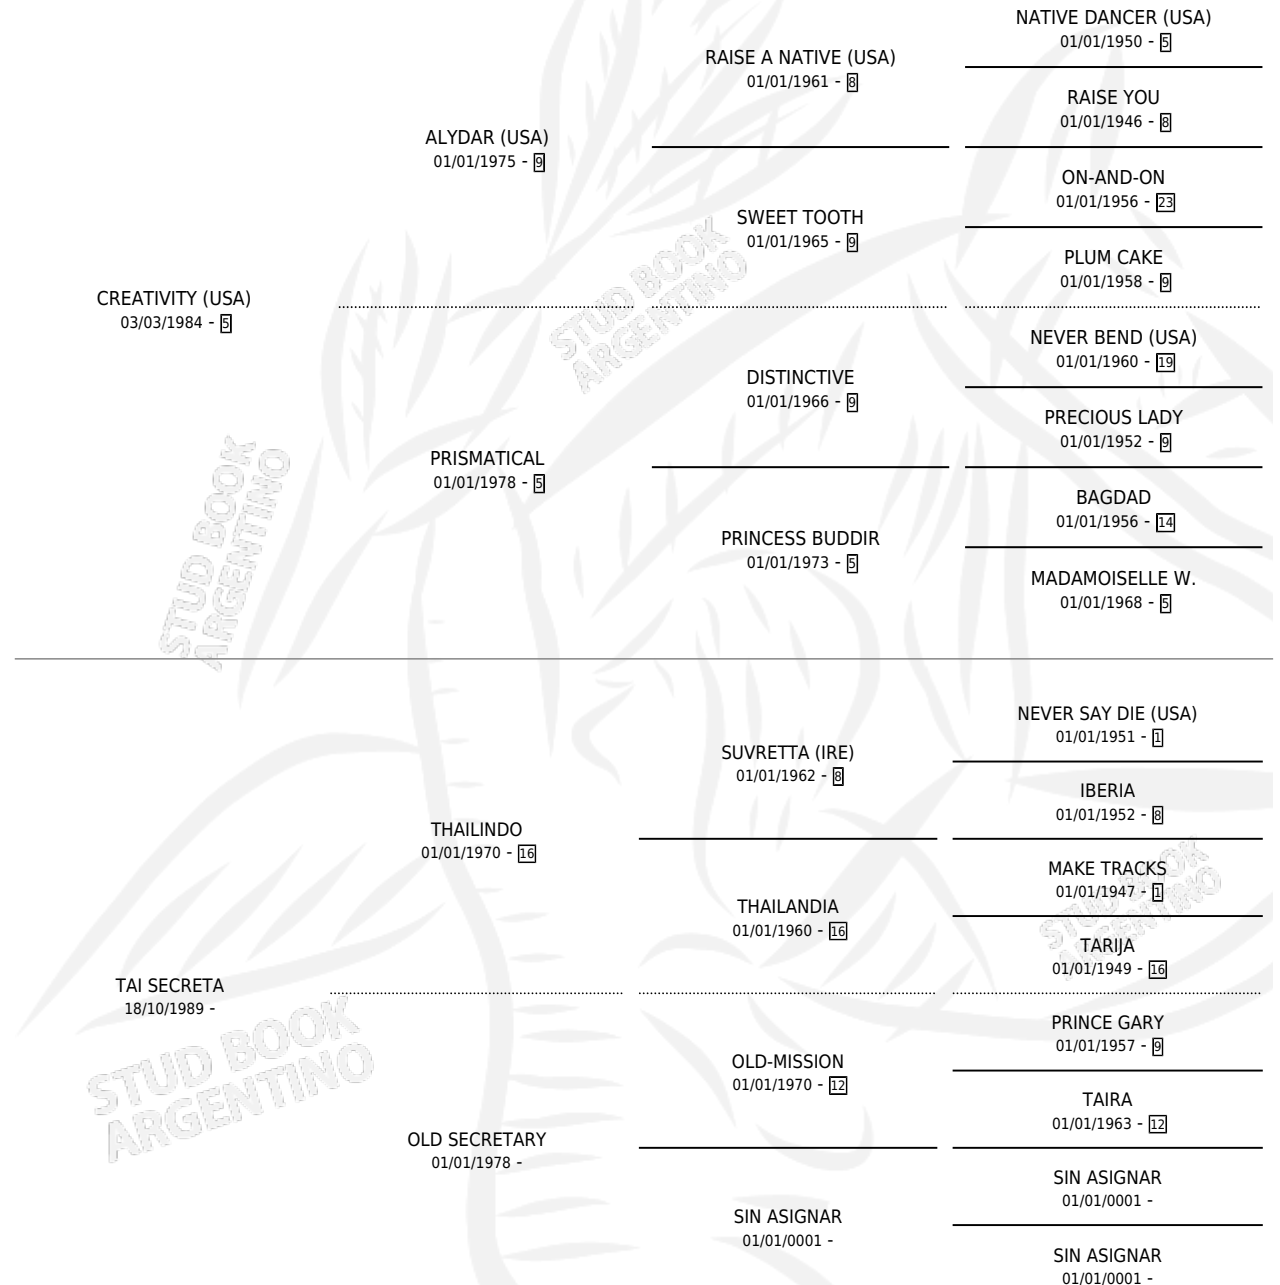 NATIVE DANCER (USA)
01/01/1950 - 5
RAISE A NATIVE (USA)
01/01/1961 - 8
RAISE YOU
01/01/1946 - 8
ALYDAR (USA)
01/01/1975 - 9
ON-AND-ON
01/01/1956 - 23
SWEET TOOTH
01/01/1965 - 9
PLUM CAKE
01/01/1958 - 9
CREATIVITY (USA)
03/03/1984 - 5
NEVER BEND (USA)
01/01/1960 - 19
DISTINCTIVE
01/01/1966 - 9
PRECIOUS LADY
01/01/1952 - 9
PRISMATICAL
01/01/1978 - 5
BAGDAD
01/01/1956 - 14
PRINCESS BUDDIR
01/01/1973 - 5
MADAMOISELLE W.
01/01/1968 - 5
STUD BOOK
ARGENTINO
STUD BOOK
ARGENTINO
NEVER SAY DIE (USA)
01/01/1951 - 1
SUVRETTA (IRE)
01/01/1962 - 8
IBERIA
01/01/1952 - 8
THAILINDO
01/01/1970 - 16
MAKE TRACKS
01/01/1947 - 1
THAILANDIA
01/01/1960 - 16
TARIJA
01/01/1949 - 16
STUD BOOK
ARGENTINO
TAI SECRETA
18/10/1989 -
PRINCE GARY
01/01/1957 - 9
OLD-MISSION
01/01/1970 - 12
TAIRA
01/01/1963 - 12
OLD SECRETARY
01/01/1978 -
SIN ASIGNAR
01/01/0001 -
SIN ASIGNAR
01/01/0001 -
SIN ASIGNAR
01/01/0001 -
STUD BOOK
ARGENTINO